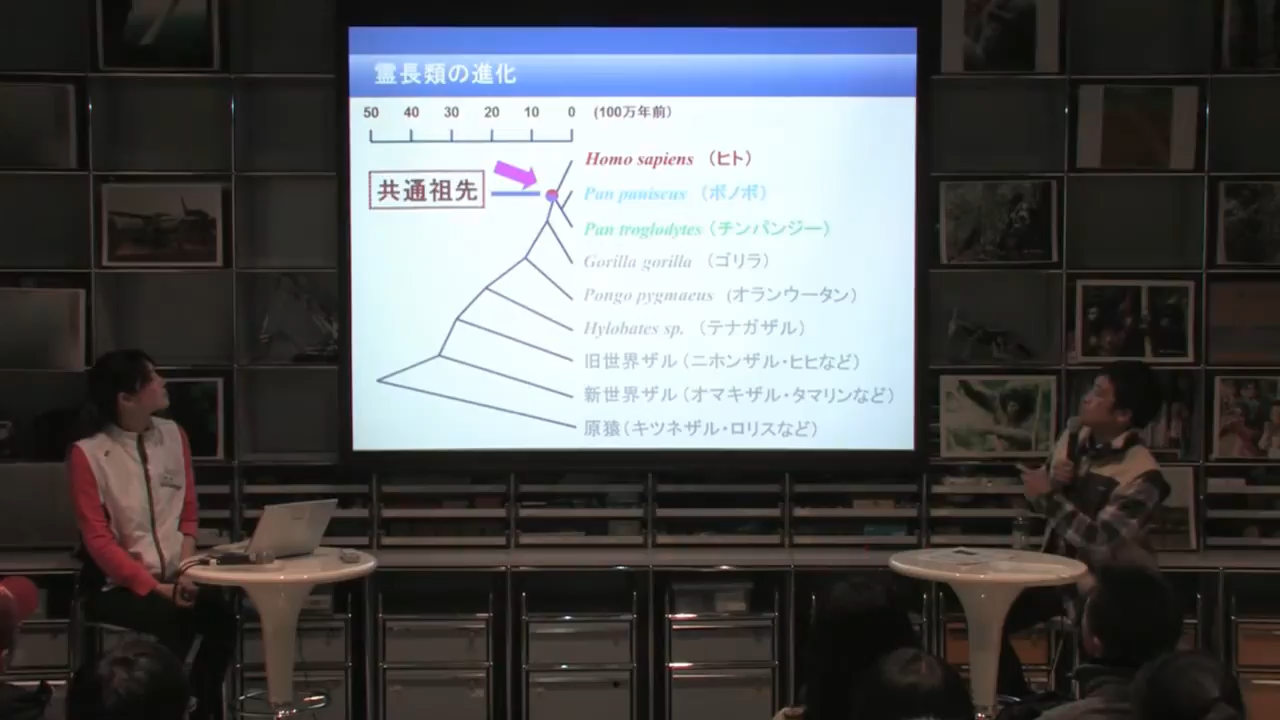 霊長類の進化
50 40 30 20 10 0 (100万年前)
Homo sapiens (ヒト)
共通祖先
Pan paniscus (ボノボ)
Pan troglodytes (チンパンジー)
Gorilla gorilla (ゴリラ)
Pongo pygmaeus (オランウータン)
Hylobates sp. (テナガザル)
旧世界ザル(ニホンザル・ヒヒなど)
新世界ザル(オマキザル・タマリンなど)
原猿(キツネザル・ロリスなど)